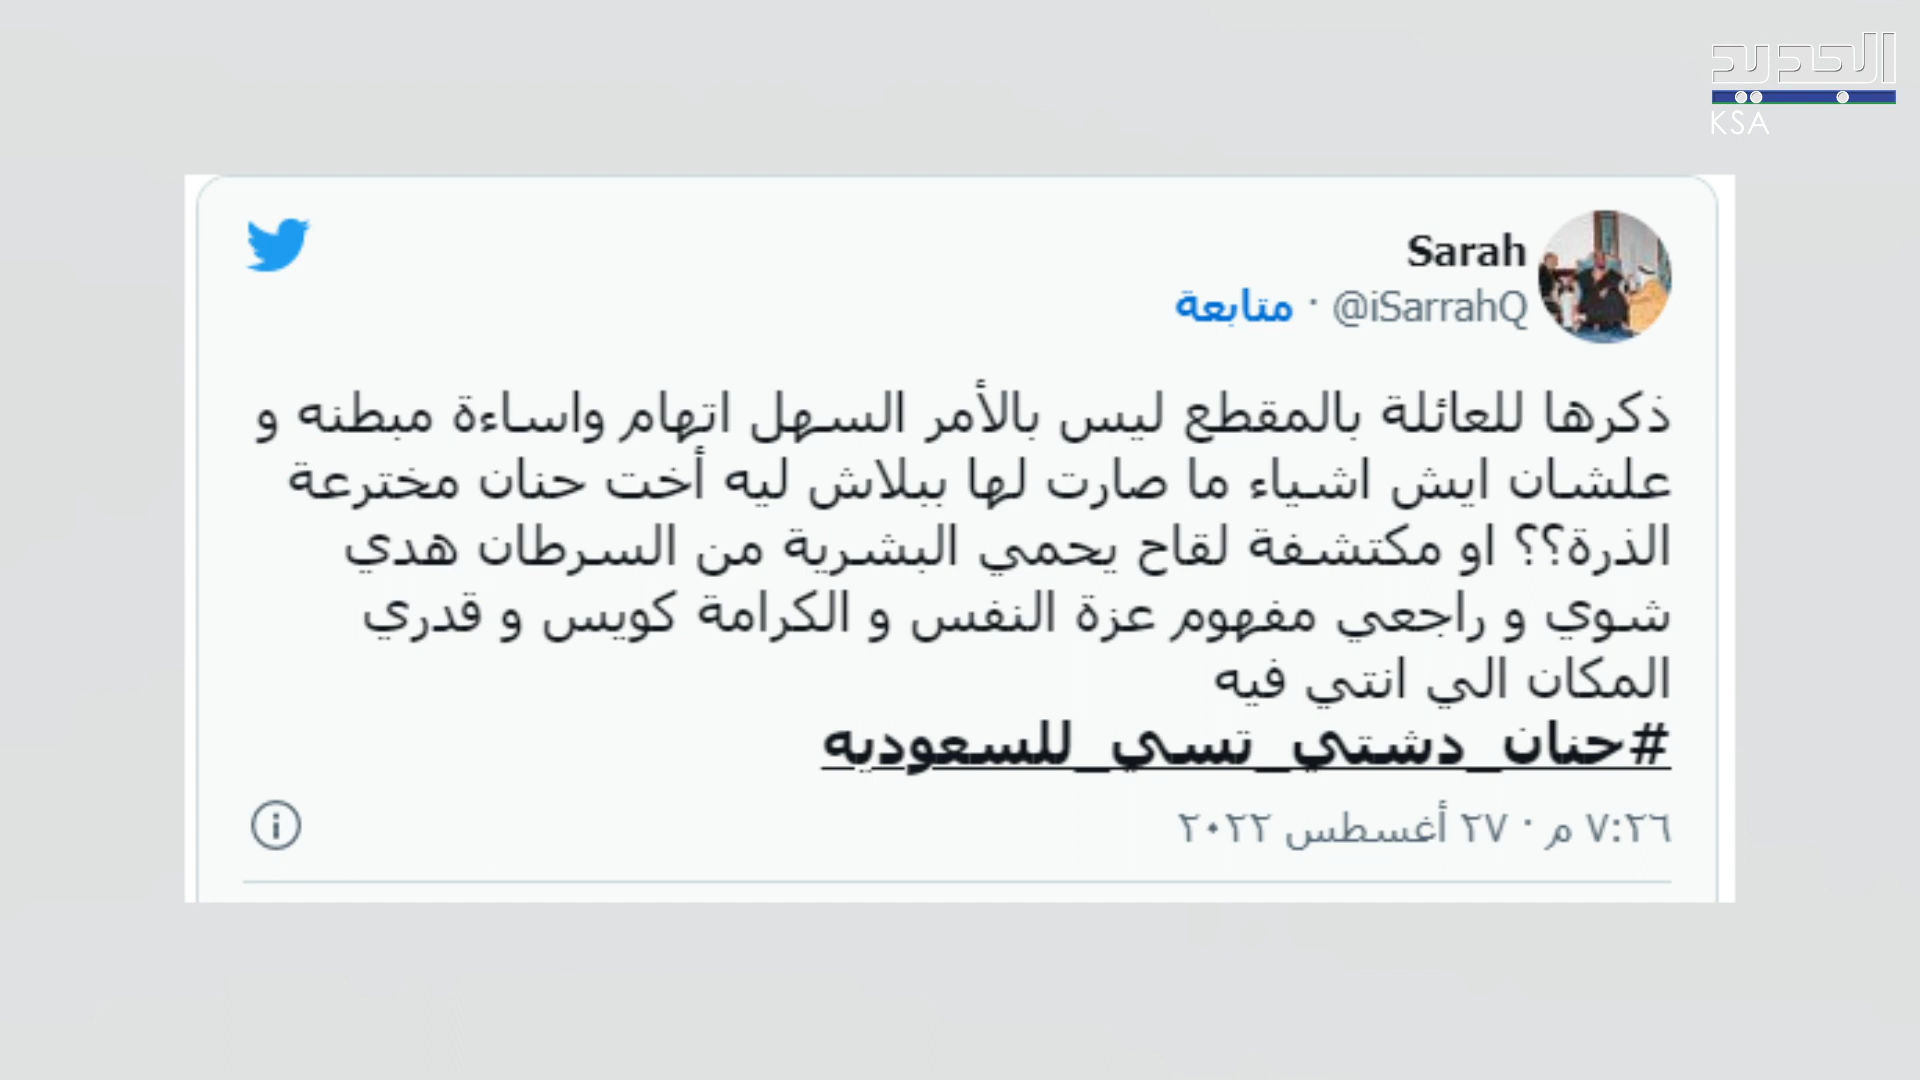 الجديد
KSA
Sarah
@iSarrahQ · متابعة
ذكرها للعائلة بالمقطع ليس بالأمر السهل اتهام واساءة مبطنه و
علشان ايش اشياء ما صارت لها ببلاش ليه أخت حنان مخترعة
الذرة؟؟ او مكتشفة لقاح يحمي البشرية من السرطان هدي
شوي و راجعي مفهوم عزة النفس و الكرامة كويس و قدري
المكان الي انتي فيه
#حنان_دشتي_تسي_للسعوديه
٧:٢٦ م · ٢٧ أغسطس ٢٠٢٢